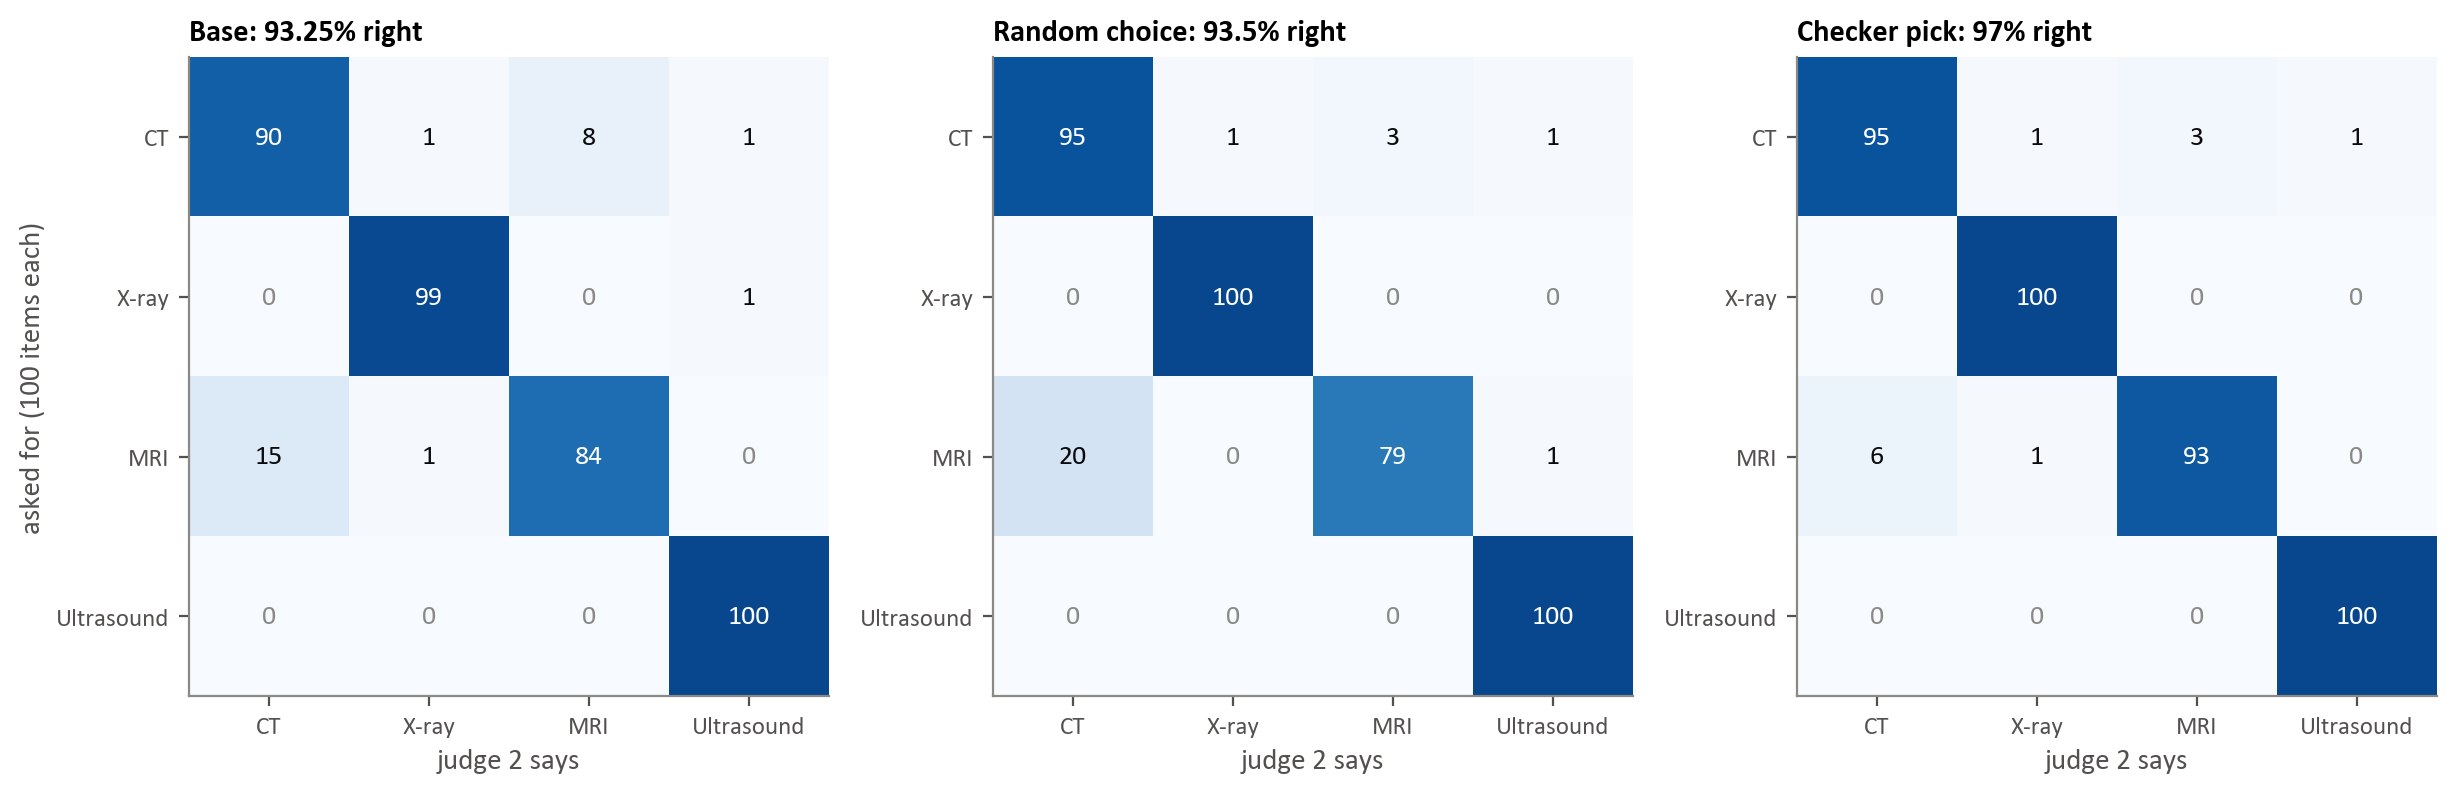 Base: 93.25% right
asked for (100 items each)
CT 90 1 8 1
X-ray 0 99 0 1
MRI 15 1 84 0
Ultrasound 0 0 0 100
CT X-ray MRI Ultrasound
judge 2 says
Random choice: 93.5% right
CT 95 1 3 1
X-ray 0 100 0 0
MRI 20 0 79 1
Ultrasound 0 0 0 100
CT X-ray MRI Ultrasound
judge 2 says
Checker pick: 97% right
CT 95 1 3 1
X-ray 0 100 0 0
MRI 6 1 93 0
Ultrasound 0 0 0 100
CT X-ray MRI Ultrasound
judge 2 says